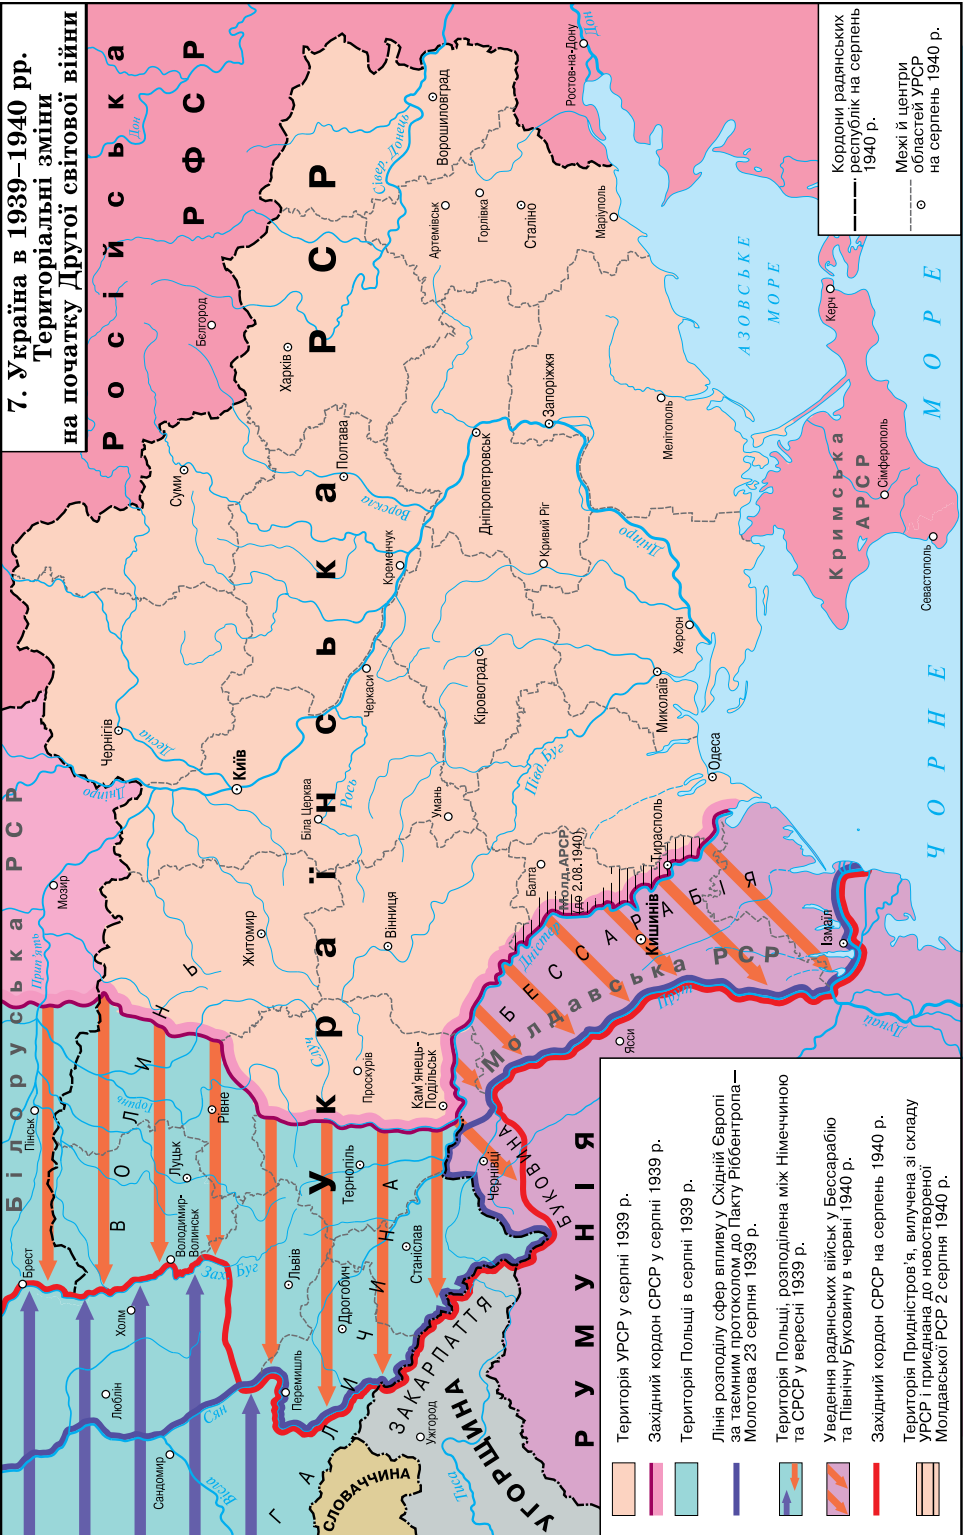 7. Україна в 1939–1940 рр.
Територіальні зміни
на початку Другої світової війни
Російська
РФСР
Білоруська РСР
Українська РСР
Молдавська РСР
Молд.АРСР
(до 2.08.1940)
Кримська
АРСР
РУМУНІЯ
УГОРЩИНА
СЛОВАЧЧИНА
ЗАКАРПАТТЯ
ГАЛИЧИНА
ВОЛИНЬ
БУКОВИНА
БЕССАРАБІЯ
ЧОРНЕ МОРЕ
АЗОВСЬКЕ
МОРЕ
Дон
Дон
Сівер. Донець
Ворскла
Дніпро
Дніпро
Десна
Рось
Півд.Буг
Прип'ять
Горинь
Случ
Дністер
Прут
Дунай
Зах. Буг
Сян
Вісла
Тиса
Ростов-на-Дону
Ворошиловград
Артемівськ
Горлівка
Сталіно
Маріуполь
Бєлгород
Харків
Суми
Полтава
Кременчук
Дніпропетровськ
Запоріжжя
Мелітополь
Кривий Ріг
Керч
Сімферополь
Севастополь
Херсон
Миколаїв
Кіровоград
Черкаси
Чернігів
Київ
Біла Церква
Умань
Одеса
Тирасполь
Балта
Кишинів
Ізмаїл
Ясси
Мозир
Житомир
Вінниця
Проскурів
Кам'янець-
Подільськ
Пінськ
Рівне
Луцьк
Володимир-
Волинськ
Брест
Холм
Люблін
Сандомир
Перемишль
Львів
Дрогобич
Тернопіль
Станіслав
Чернівці
Ужгород
Кордони радянських
республік на серпень
1940 р.
Межі й центри
областей УРСР
на серпень 1940 р.
Територія УРСР у серпні 1939 р.
Західний кордон СРСР у серпні 1939 р.
Територія Польщі в серпні 1939 р.
Лінія розподілу сфер впливу у Східній Європі
за таємним протоколом до Пакту Ріббентропа—
Молотова 23 серпня 1939 р.
Територія Польщі, розподілена між Німеччиною
та СРСР у вересні 1939 р.
Уведення радянських військ у Бессарабію
та Північну Буковину в червні 1940 р.
Західний кордон СРСР на серпень 1940 р.
Територія Придністров'я, вилучена зі складу
УРСР і приєднана до новоствореної
Молдавської РСР 2 серпня 1940 р.